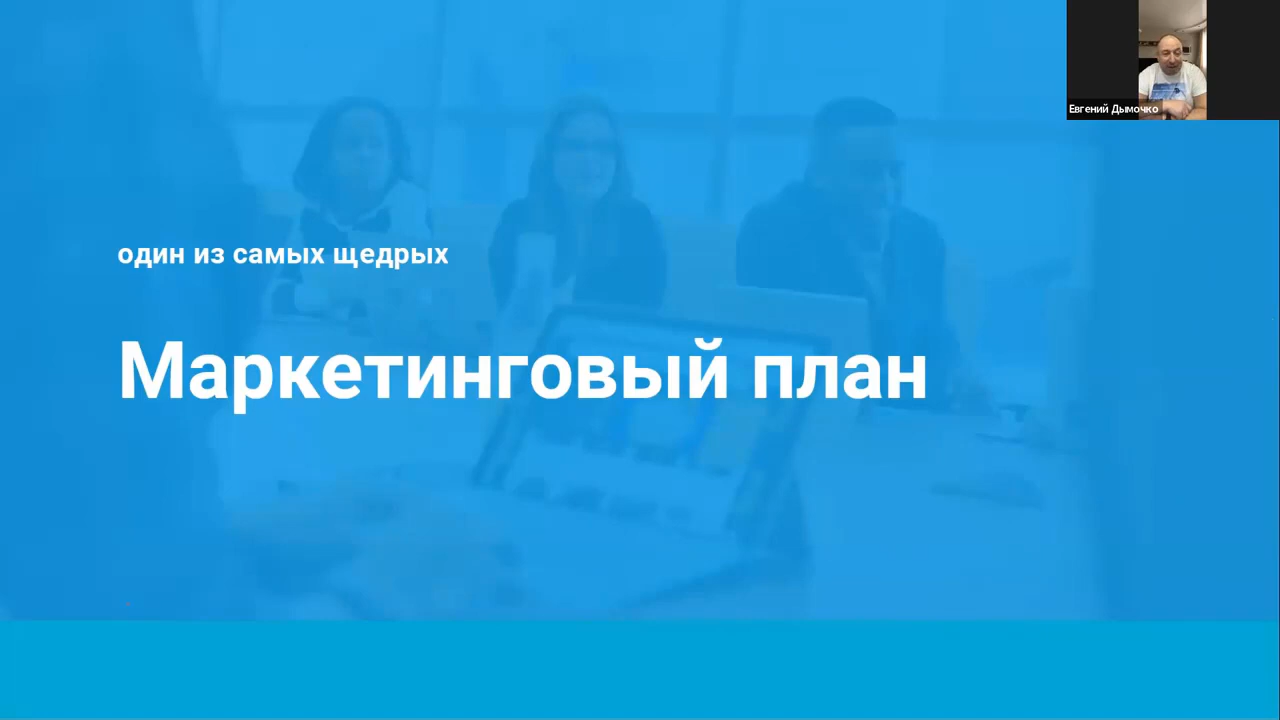 Евгений Дымочко
один из самых щедрых
Маркетинговый план